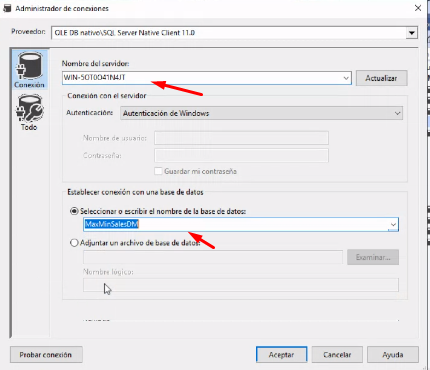 Administrador de conexiones
Proveedor: OLE DB nativo\SQL Server Native Client 11.0
Conexión
Todo
Nombre del servidor:
WIN-5OT0O41N4JT Actualizar
Conexión con el servidor
Autenticación: Autenticación de Windows
Nombre de usuario:
Contraseña:
Guardar mi contraseña
Establecer conexión con una base de datos
Seleccionar o escribir el nombre de la base de datos:
MaxMinSalesDM
Adjuntar un archivo de base de datos:
Examinar...
Nombre lógico:
Probar conexión Aceptar Cancelar Ayuda